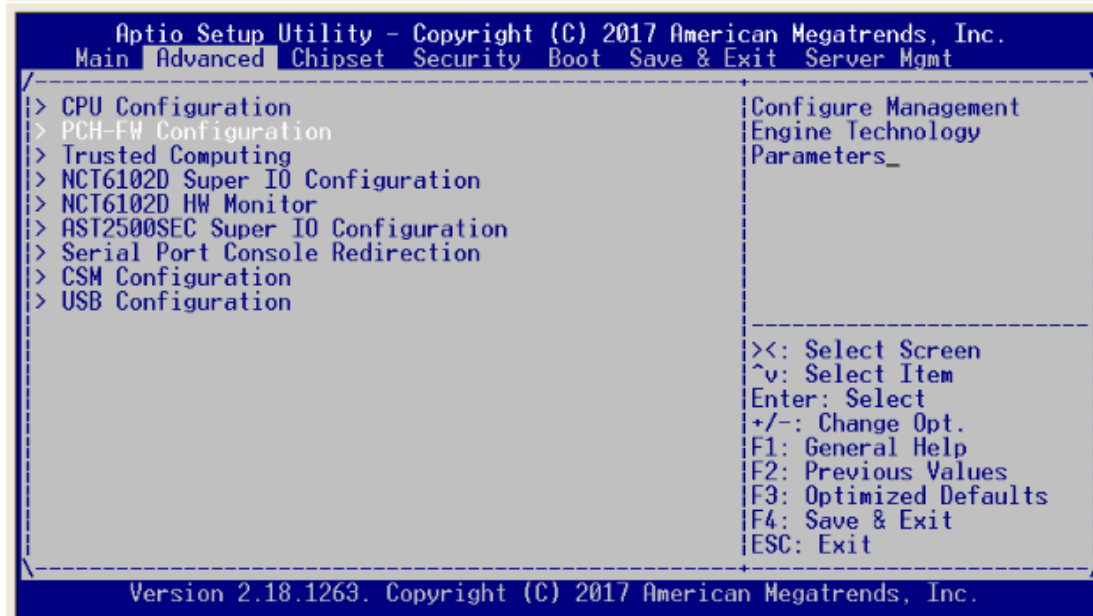 Aptio Setup Utility - Copyright (C) 2017 American Megatrends, Inc.
Main Advanced Chipset Security Boot Save & Exit Server Mgmt
> CPU Configuration
> PCH-FW Configuration
> Trusted Computing
> NCT6102D Super IO Configuration
> NCT6102D HW Monitor
> AST2500SEC Super IO Configuration
> Serial Port Console Redirection
> CSM Configuration
> USB Configuration
Configure Management
Engine Technology
Parameters_
><: Select Screen
^v: Select Item
Enter: Select
+/-: Change Opt.
F1: General Help
F2: Previous Values
F3: Optimized Defaults
F4: Save & Exit
ESC: Exit
Version 2.18.1263. Copyright (C) 2017 American Megatrends, Inc.